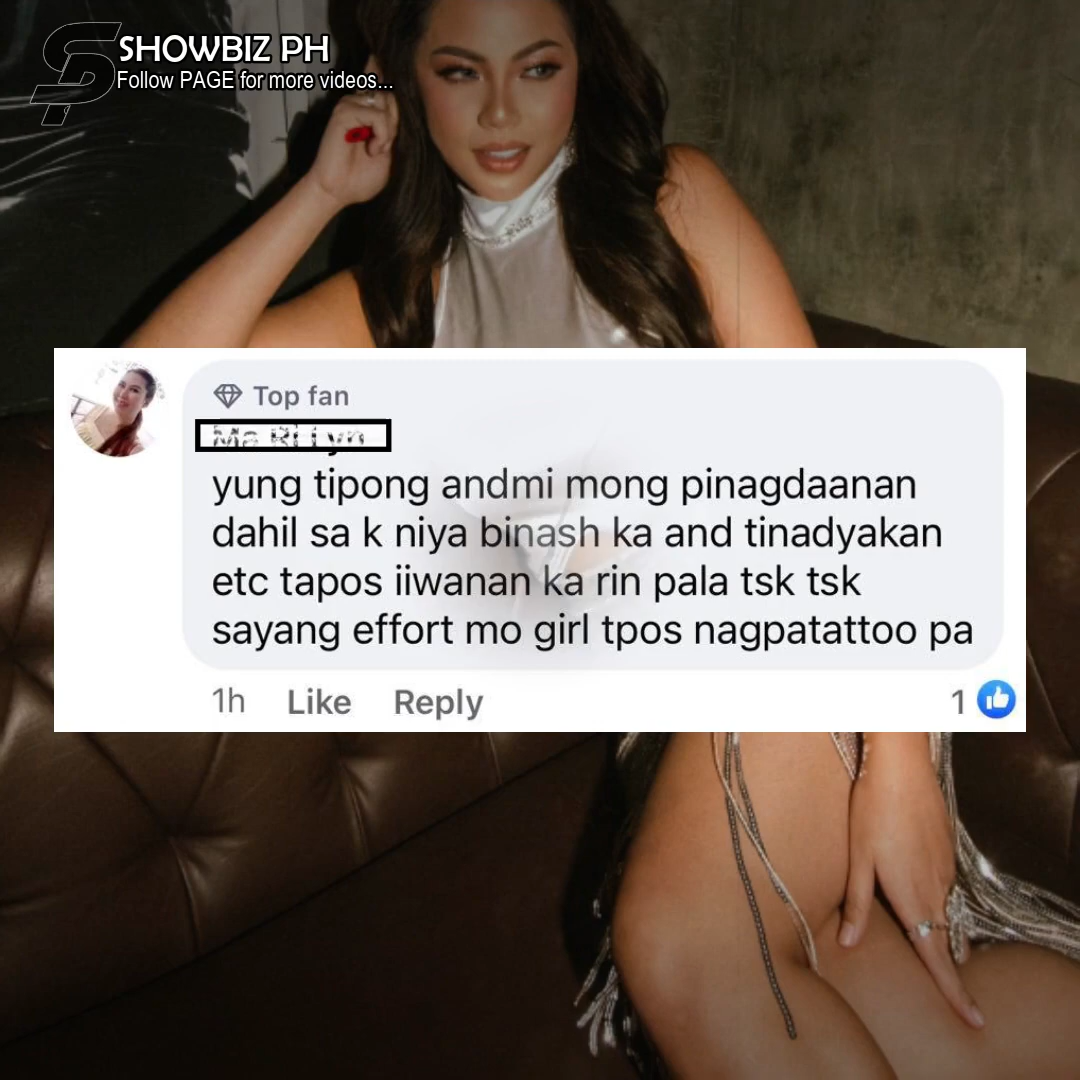 SHOWBIZ PH
Follow PAGE for more videos...
Top fan
yung tipong andmi mong pinagdaanan
dahil sa k niya binash ka and tinadyakan
etc tapos iiwanan ka rin pala tsk tsk
sayang effort mo girl tpos nagpatattoo pa
1h Like Reply 1